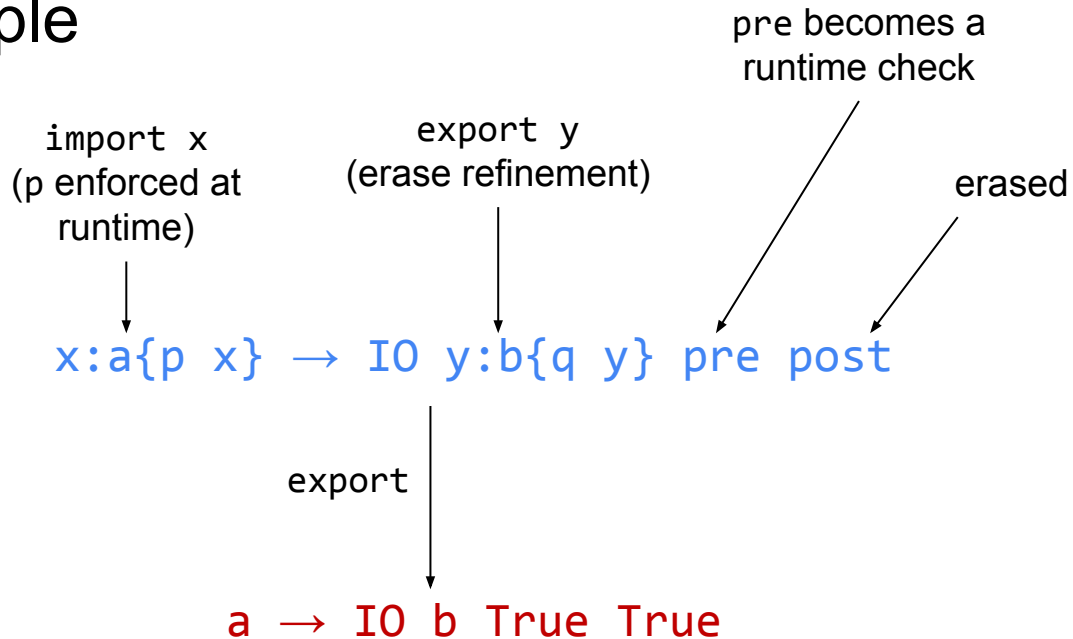 pre becomes a
runtime check
import x
(p enforced at
runtime)
export y
(erase refinement)
erased
x:a{p x} → IO y:b{q y} pre post
export
a → IO b True True